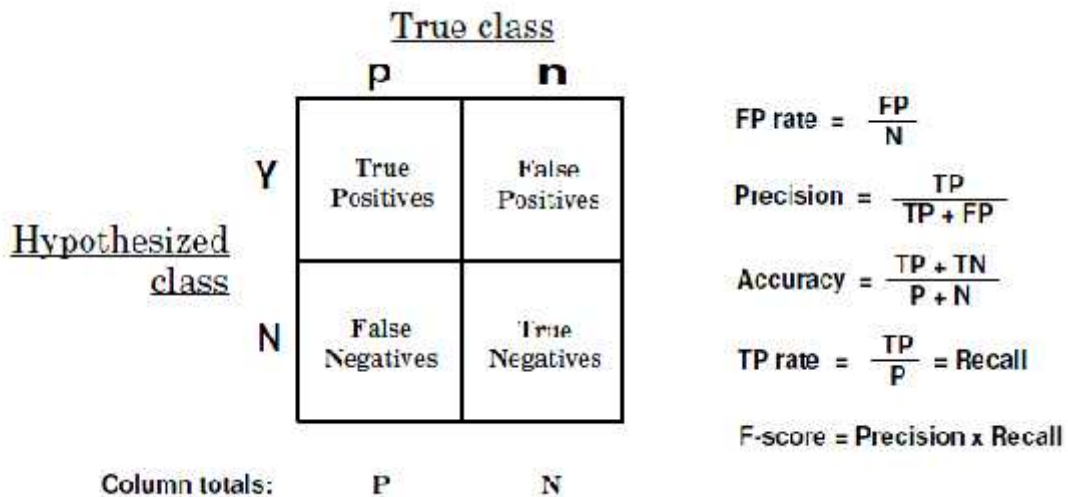 True class
p n
Y
True
Positives
False
Positives
Hypothesized
class
N
False
Negatives
True
Negatives
Column totals: P N
FP rate = FP / N
Precision = TP / TP + FP
Accuracy = TP + TN / P + N
TP rate = TP / P = Recall
F-score = Precision x Recall